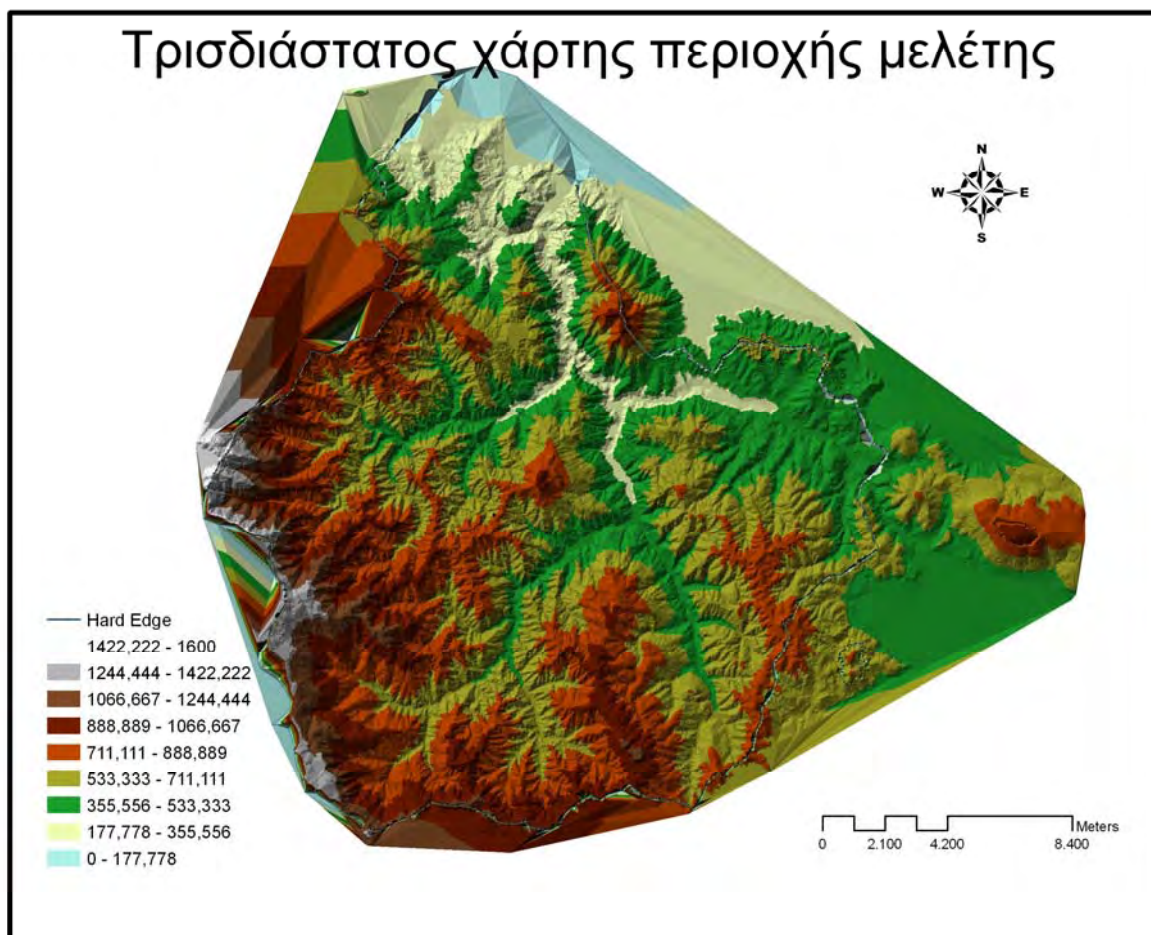 Τρισδιάστατος χάρτης περιοχής μελέτης
N
W E
S
Hard Edge
1422,222 - 1600
1244,444 - 1422,222
1066,667 - 1244,444
888,889 - 1066,667
711,111 - 888,889
533,333 - 711,111
355,556 - 533,333
177,778 - 355,556
0 - 177,778
Meters
0 2.100 4.200 8.400